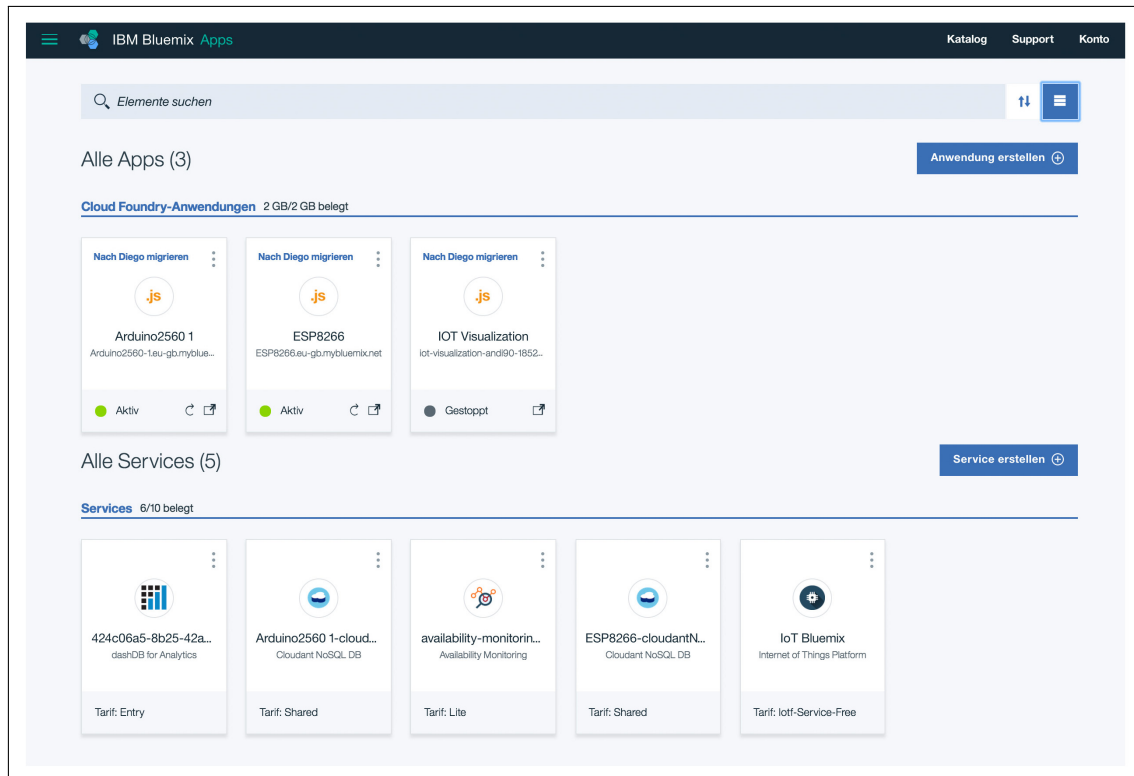 IBM Bluemix Apps
Katalog Support Konto
Elemente suchen
Alle Apps (3)
Anwendung erstellen
Cloud Foundry-Anwendungen 2 GB/2 GB belegt
Nach Diego migrieren
.js
Arduino2560 1
Arduino2560-1.eu-gb.myblue...
Aktiv
Nach Diego migrieren
.js
ESP8266
ESP8266.eu-gb.mybluemix.net
Aktiv
Nach Diego migrieren
.js
IOT Visualization
iot-visualization-andi90-1852...
Gestoppt
Alle Services (5)
Service erstellen
Services 6/10 belegt
424c06a5-8b25-42a...
dashDB for Analytics
Tarif: Entry
Arduino2560 1-cloud...
Cloudant NoSQL DB
Tarif: Shared
availability-monitorin...
Availability Monitoring
Tarif: Lite
ESP8266-cloudantN...
Cloudant NoSQL DB
Tarif: Shared
IoT Bluemix
Internet of Things Platform
Tarif: Iotf-Service-Free